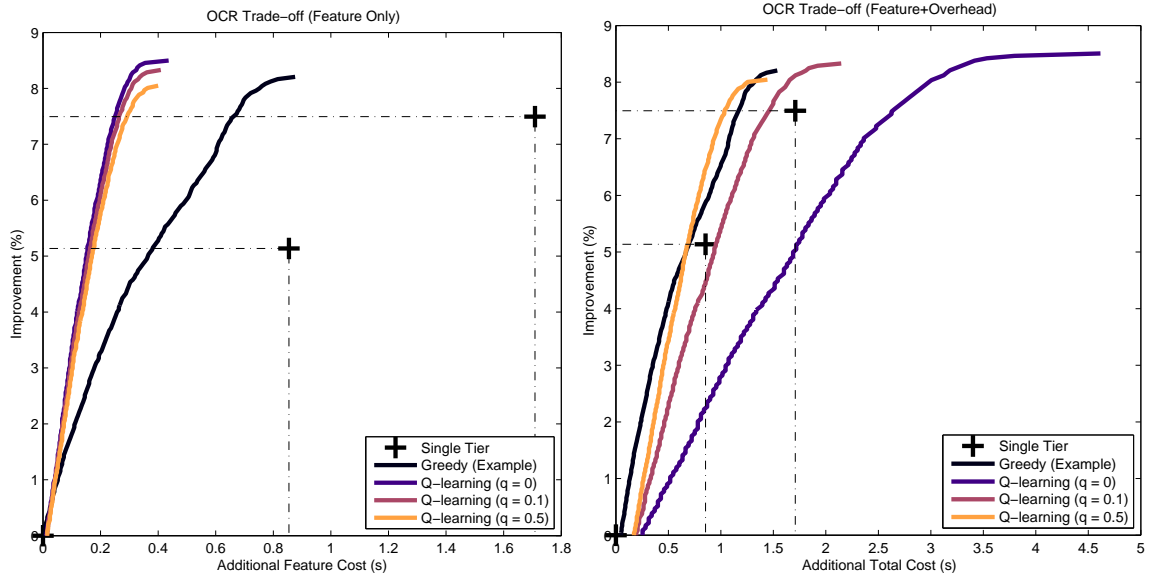 OCR Trade−off (Feature Only)
9
8
7
6
5
4
3
2
1
0
Improvement (%)
0 0.2 0.4 0.6 0.8 1 1.2 1.4 1.6 1.8
Additional Feature Cost (s)
Single Tier
Greedy (Example)
Q−learning (q = 0)
Q−learning (q = 0.1)
Q−learning (q = 0.5)
OCR Trade−off (Feature+Overhead)
9
8
7
6
5
4
3
2
1
0
Improvement (%)
0 0.5 1 1.5 2 2.5 3 3.5 4 4.5 5
Additional Total Cost (s)
Single Tier
Greedy (Example)
Q−learning (q = 0)
Q−learning (q = 0.1)
Q−learning (q = 0.5)